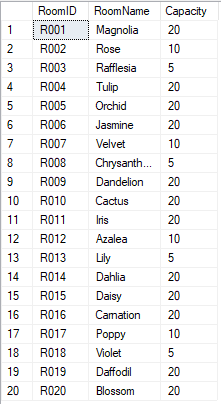 RoomID RoomName Capacity
1 R001 Magnolia 20
2 R002 Rose 10
3 R003 Rafflesia 5
4 R004 Tulip 20
5 R005 Orchid 20
6 R006 Jasmine 20
7 R007 Velvet 10
8 R008 Chrysanth... 5
9 R009 Dandelion 20
10 R010 Cactus 20
11 R011 Iris 20
12 R012 Azalea 10
13 R013 Lily 5
14 R014 Dahlia 20
15 R015 Daisy 20
16 R016 Carnation 20
17 R017 Poppy 10
18 R018 Violet 5
19 R019 Daffodil 20
20 R020 Blossom 20